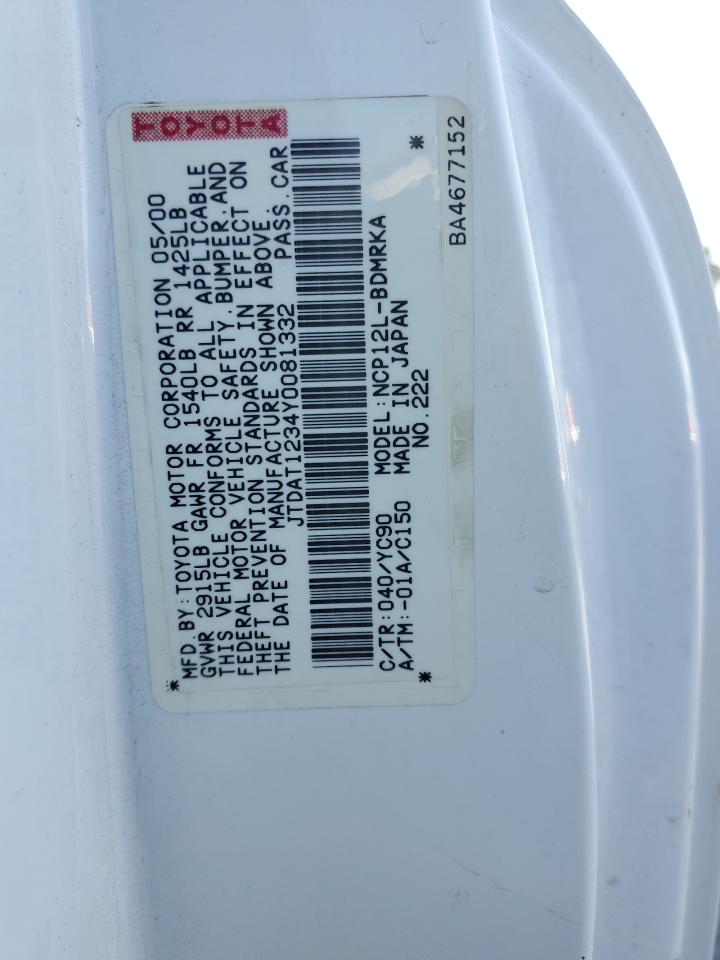 TOYOTA
*MFD.BY:TOYOTA MOTOR CORPORATION 05/00
GVWR 2915LB GAWR FR 1540LB RR 1425LB
THIS VEHICLE CONFORMS TO ALL APPLICABLE
FEDERAL MOTOR VEHICLE SAFETY,BUMPER,AND
THEFT PREVENTION STANDARDS IN EFFECT ON
THE DATE OF MANUFACTURE SHOWN ABOVE.
JTDAT1234Y0081332 PASS.CAR
C/TR:040/YC90 MODEL:NCP12L-BDMRKA
A/TM:-01A/C150 MADE IN JAPAN
* NO.222 *
BA4677152